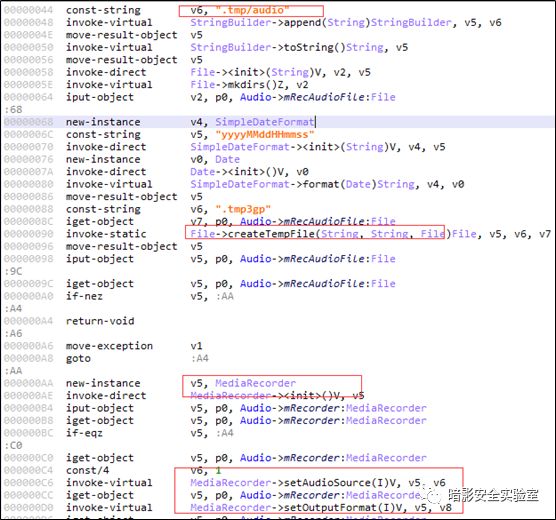 00000044 const-string v6, ".tmp/audio"
00000048 invoke-virtual StringBuilder->append(String)StringBuilder, v5, v6
0000004E move-result-object v5
00000050 invoke-virtual StringBuilder->toString()String, v5
00000056 invoke-direct File-><init>(String)V, v2, v5
0000005C invoke-virtual File->mkdirs()Z, v2
00000062 iput-object v2, p0, Audio->mRecAudioFile:File
:68
00000068 new-instance v4, SimpleDateFormat
0000006C const-string v5, "yyyyMMddHHmmss"
00000070 invoke-direct SimpleDateFormat-><init>(String)V, v4, v5
00000076 new-instance v0, Date
0000007A invoke-direct Date-><init>()V, v0
00000080 invoke-virtual SimpleDateFormat->format(Date)String, v4, v0
00000086 move-result-object v5
00000088 const-string v6, ".tmp3gp"
0000008C iget-object v7, p0, Audio->mRecAudioFile:File
00000090 invoke-static File->createTempFile(String, String, File)File, v5, v6, v7
00000096 move-result-object v5
00000098 iput-object v5, p0, Audio->mRecAudioFile:File
:9C
0000009C iget-object v5, p0, Audio->mRecAudioFile:File
000000A0 if-nez v5, :AA
:A4
000000A4 return-void
:A6
000000A6 move-exception v1
000000A8 goto :A4
:AA
000000AA new-instance v5, MediaRecorder
000000AE invoke-direct MediaRecorder-><init>()V, v5
000000B4 iput-object v5, p0, Audio->mRecorder:MediaRecorder
000000B8 iget-object v5, p0, Audio->mRecorder:MediaRecorder
000000BC if-eqz v5, :A4
:C0
000000C0 iget-object v5, p0, Audio->mRecorder:MediaRecorder
000000C4 const/4 v6, 1
000000C6 invoke-virtual MediaRecorder->setAudioSource(I)V, v5, v6
000000CC iget-object v5, p0, Audio->mRecorder:MediaRecorder
000000D0 invoke-virtual MediaRecorder->setOutputFormat(I)V, v5, v8
iget-object v5, p0, Audio->mRecorder:MediaRecorder
暗影安全实验室